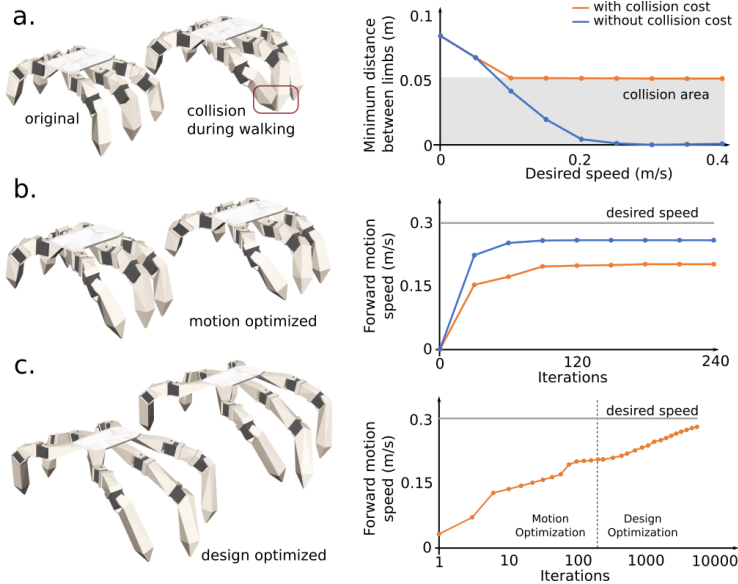 a.
original
collision
during walking
with collision cost
without collision cost
Minimum distance
between limbs (m)
0.1
0.05
0
collision area
0
0.2
0.4
Desired speed (m/s)
b.
motion optimized
Forward motion
speed (m/s)
0.3
0.15
0
desired speed
0
120
240
Iterations
c.
design optimized
Forward motion
speed (m/s)
0.3
0.15
0
desired speed
Motion
Optimization
Design
Optimization
1
10
100
1000
10000
Iterations